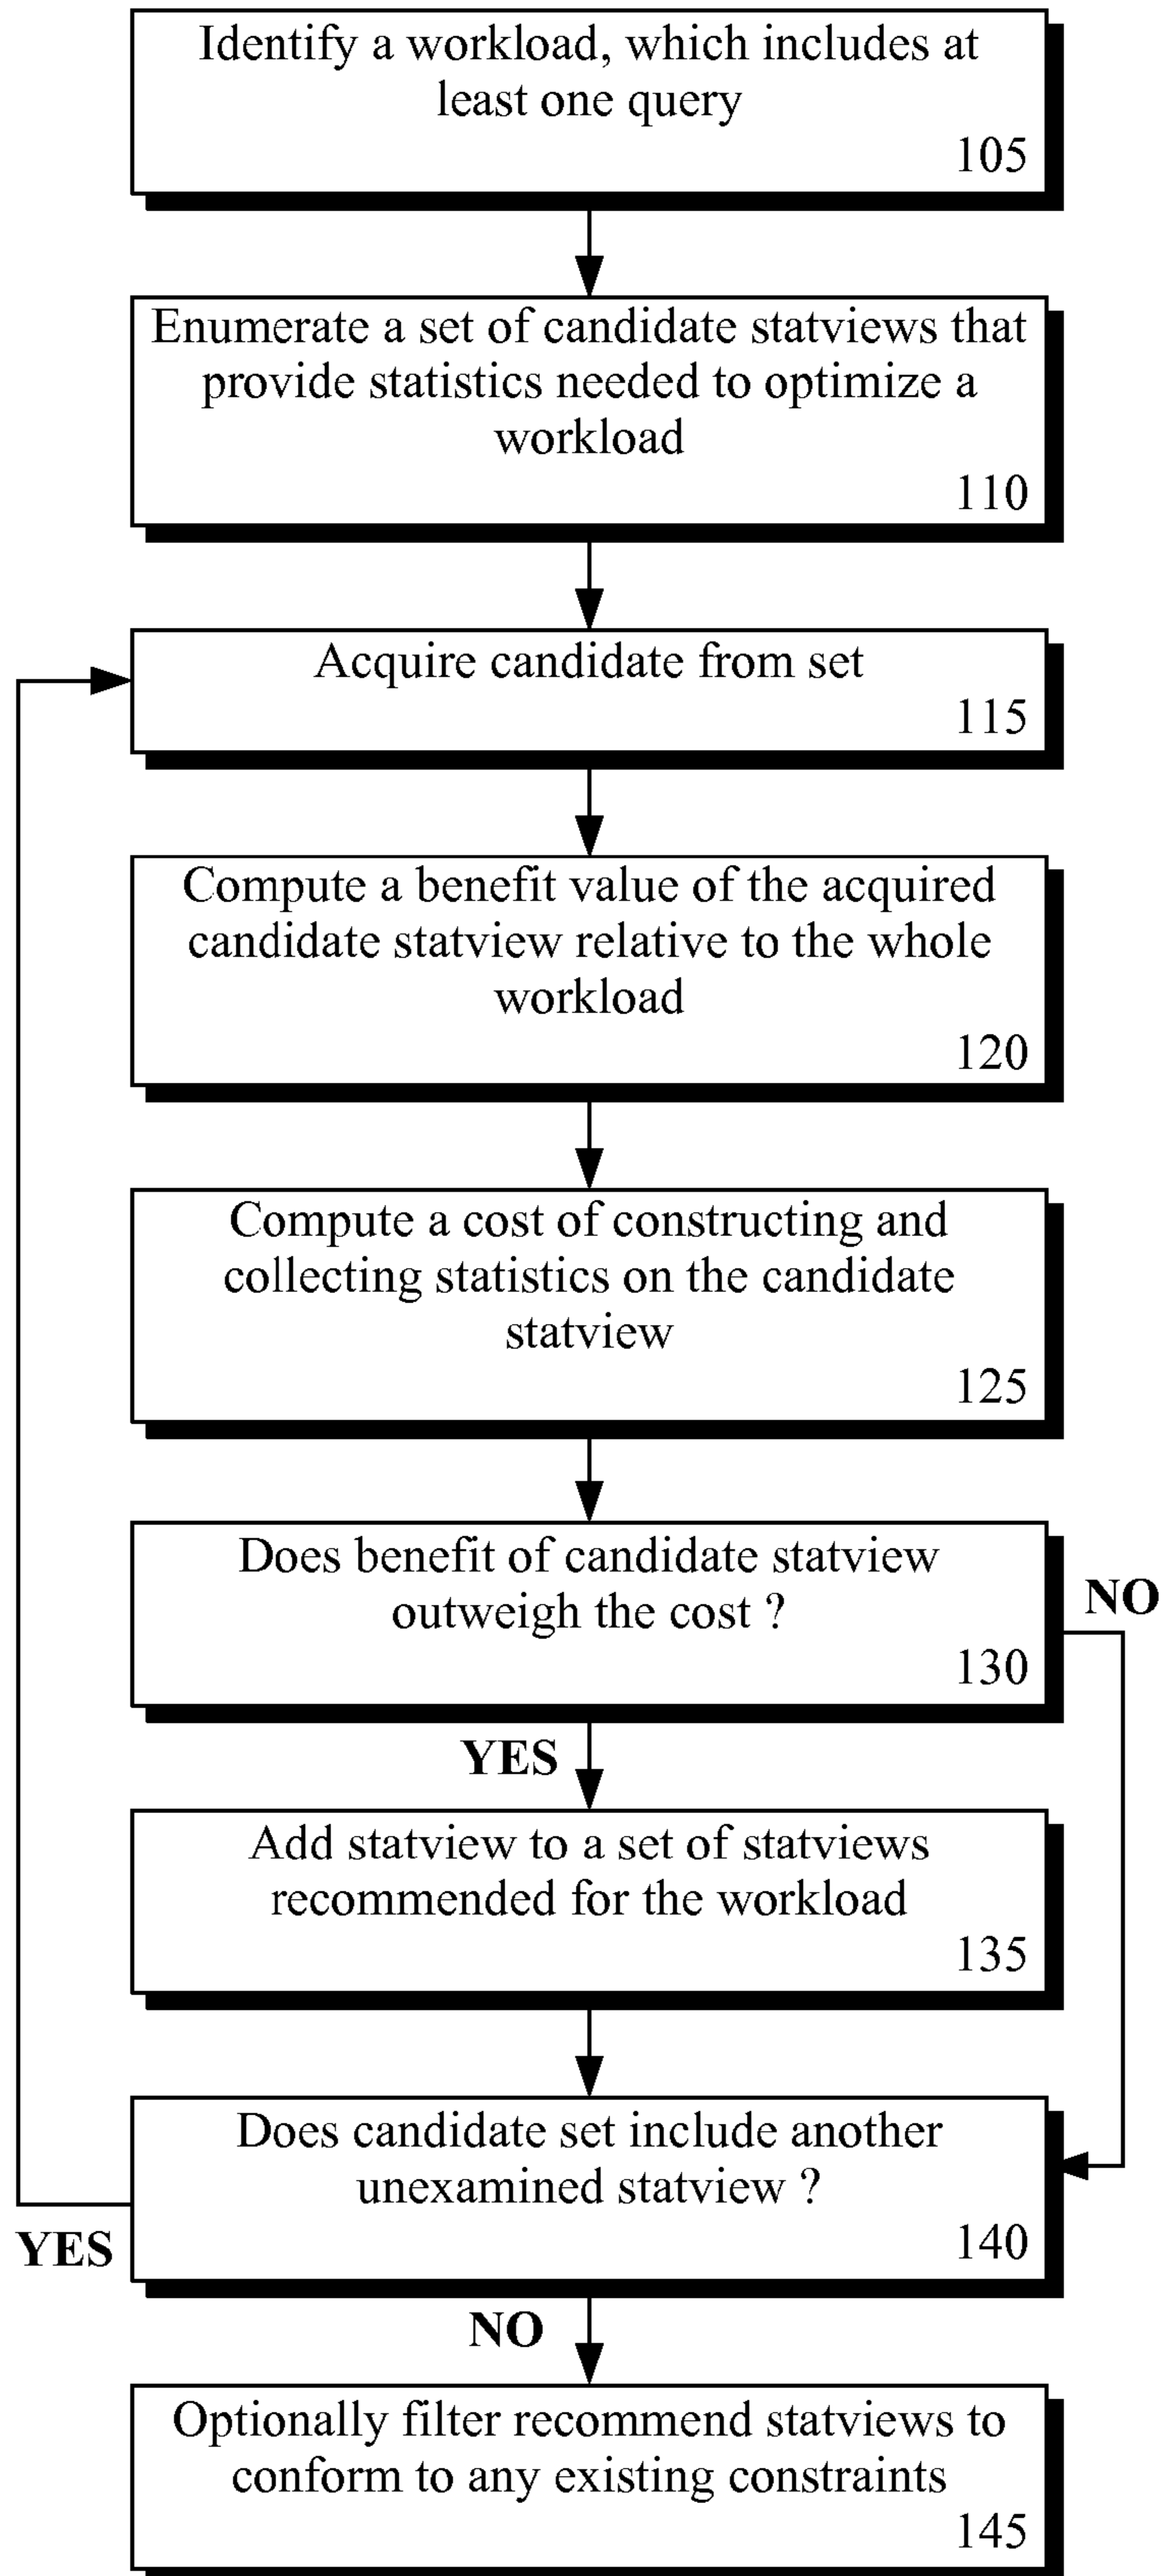 Identify a workload, which includes at
least one query
105
Enumerate a set of candidate statviews that
provide statistics needed to optimize a
workload
110
Acquire candidate from set
115
Compute a benefit value of the acquired
candidate statview relative to the whole
workload
120
Compute a cost of constructing and
collecting statistics on the candidate
statview
125
Does benefit of candidate statview
outweigh the cost ?
130
NO
YES
Add statview to a set of statviews
recommended for the workload
135
Does candidate set include another
unexamined statview ?
140
YES
NO
Optionally filter recommend statviews to
conform to any existing constraints
145